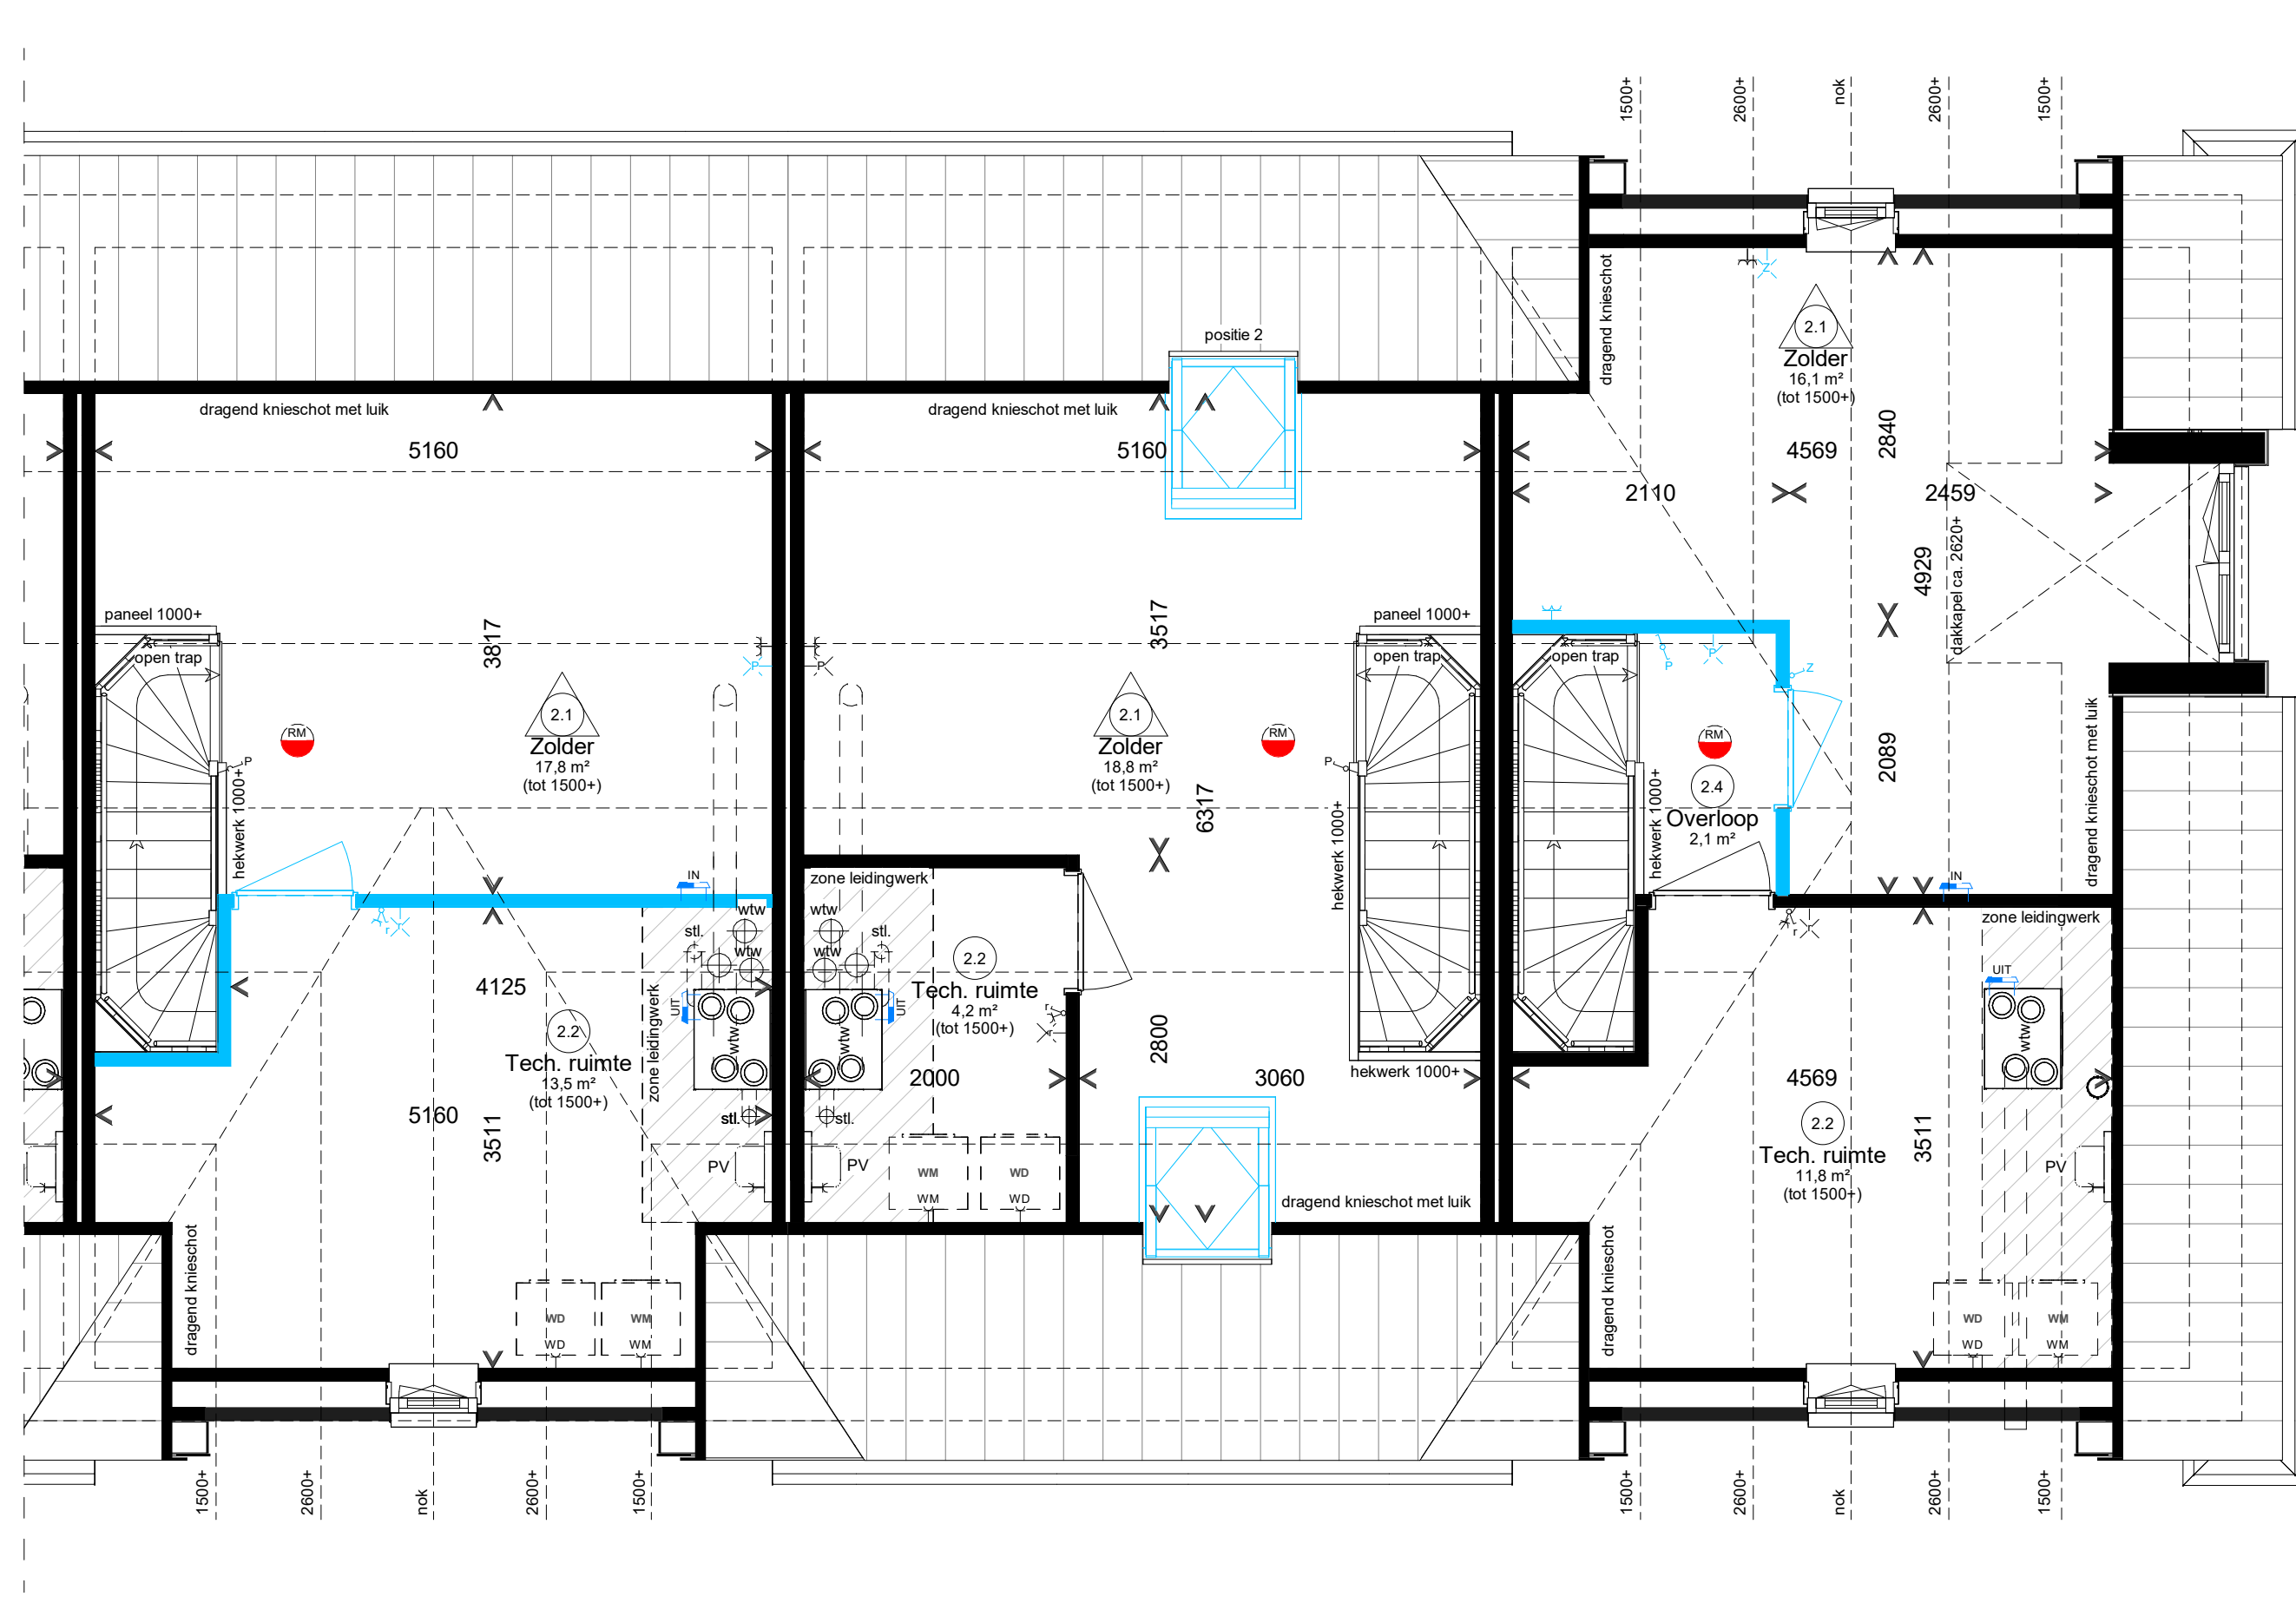 1500+
2600+
nok
2600+
1500+
positie 2
dragend knieschot
2.1
Zolder
16,1 m²
(tot 1500+)
Z
dragend knieschot met luik
dragend knieschot met luik
5160
5160
4569
2840
2110
2459
4929
dakkapel ca. 2620+
paneel 1000+
open trap
3817
2.1
Zolder
17,8 m²
(tot 1500+)
RM
P
hekwerk 1000+
P
P
3517
2.1
Zolder
18,8 m²
(tot 1500+)
6317
RM
P
paneel 1000+
open trap
hekwerk 1000+
open trap
P
P
Z
RM
2.4
Overloop
2,1 m²
hekwerk 1000+
2089
dragend knieschot met luik
IN
r
r
wtw
stl.
wtw
zone leidingwerk
wtw
stl.
wtw
IN
zone leidingwerk
r
r
4125
2.2
Tech. ruimte
13,5 m²
(tot 1500+)
zone leidingwerk
UIT
wtw
wtw
UIT
2.2
Tech. ruimte
4,2 m²
(tot 1500+)
r
r
2800
2000
3060
hekwerk 1000+
UIT
wtw
4569
2.2
Tech. ruimte
11,8 m²
(tot 1500+)
3511
PV
5160
3511
stl.
stl.
PV
PV
WM
WM
WD
WD
dragend knieschot met luik
dragend knieschot
WD
WD
WM
WM
dragend knieschot
WD
WD
WM
WM
1500+
2600+
nok
2600+
1500+
1500+
2600+
nok
2600+
1500+